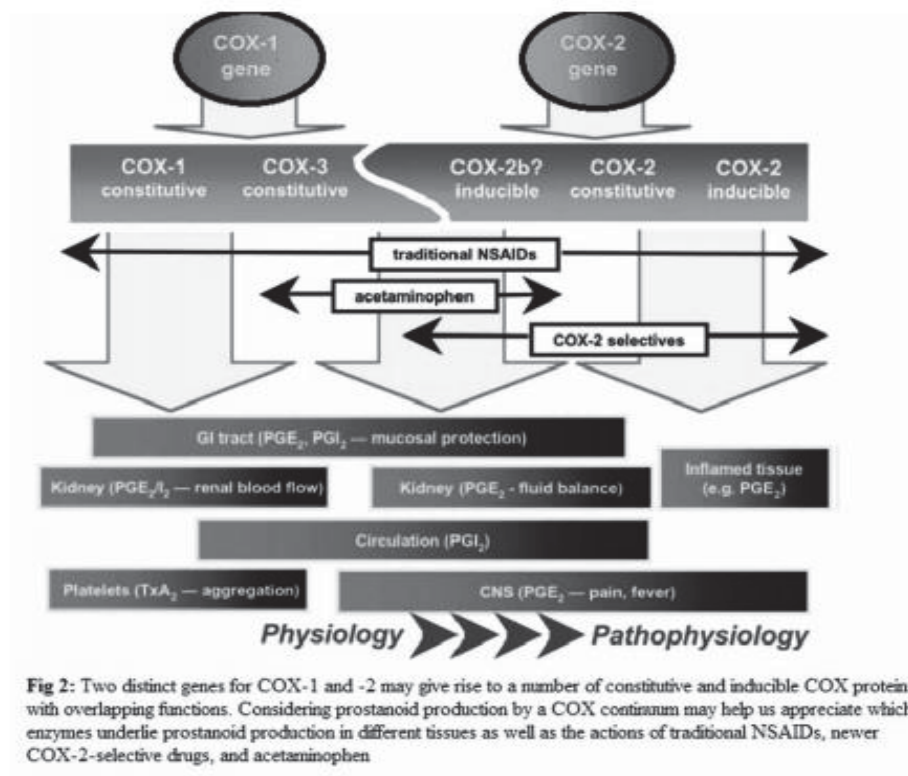 COX-1
gene
COX-2
gene
COX-1
constitutive
COX-3
constitutive
COX-2b?
inducible
COX-2
constitutive
COX-2
inducible
traditional NSAIDs
acetaminophen
COX-2 selectives
GI tract (PGE₂, PGI₂ — mucosal protection)
Kidney (PGE₂/I₂ — renal blood flow)
Kidney (PGE₂ - fluid balance)
Inflamed tissue
(e.g. PGE₂)
Circulation (PGI₂)
Platelets (TxA₂ — aggregation)
CNS (PGE₂ — pain, fever)
Physiology
Pathophysiology
Fig 2: Two distinct genes for COX-1 and -2 may give rise to a number of constitutive and inducible COX protein
with overlapping functions. Considering prostanoid production by a COX continuum may help us appreciate which
enzymes underlie prostanoid production in different tissues as well as the actions of traditional NSAIDs, newer
COX-2-selective drugs, and acetaminophen